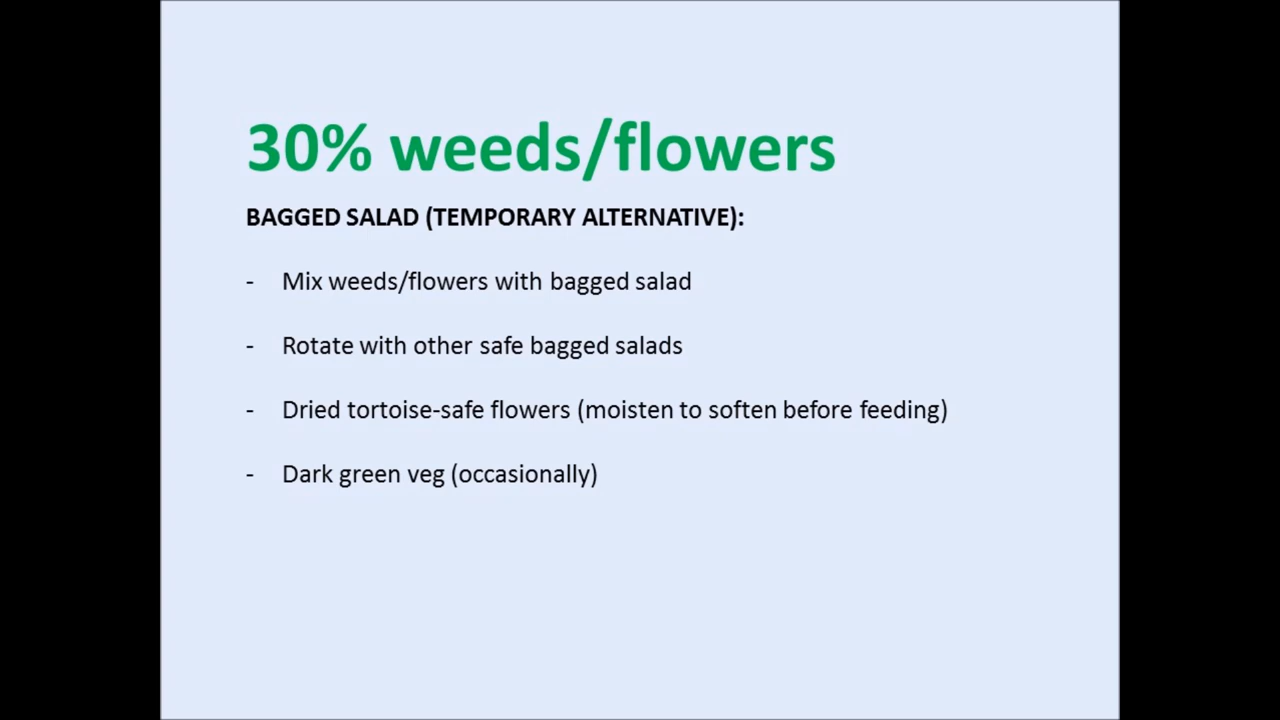 30% weeds/flowers
BAGGED SALAD (TEMPORARY ALTERNATIVE):
- Mix weeds/flowers with bagged salad
- Rotate with other safe bagged salads
- Dried tortoise-safe flowers (moisten to soften before feeding)
- Dark green veg (occasionally)